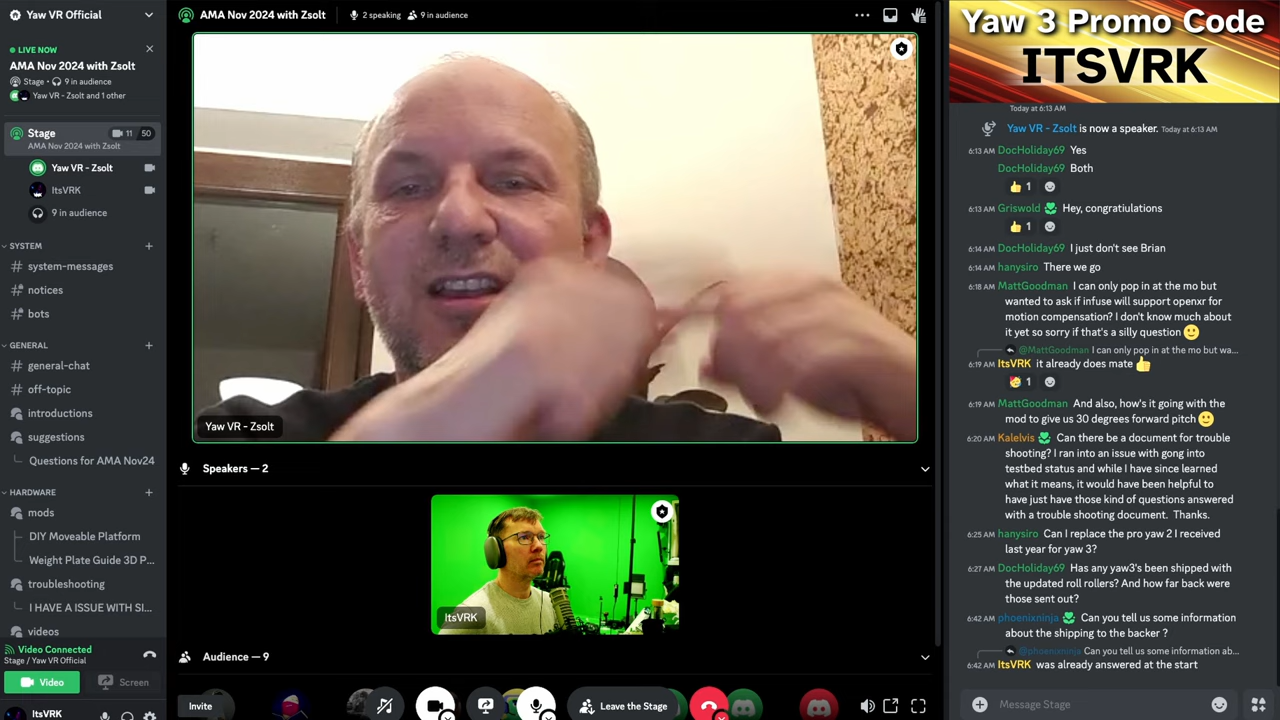 Yaw VR Official
LIVE NOW
AMA Nov 2024 with Zsolt
Stage • 9 in audience
Yaw VR - Zsolt and 1 other
Stage
11
50
AMA Nov 2024 with Zsolt
Yaw VR - Zsolt
ItsVRK
9 in audience
SYSTEM
# system-messages
# notices
# bots
GENERAL
# general-chat
# off-topic
introductions
suggestions
Questions for AMA Nov24
HARDWARE
# mods
DIY Moveable Platform
Weight Plate Guide 3D P...
troubleshooting
I HAVE A ISSUE WITH SI...
videos
Video Connected
Stage / Yaw VR Official
Video
Screen
ItsVRK
AMA Nov 2024 with Zsolt
2 speaking
9 in audience
Yaw VR - Zsolt
Speakers — 2
ItsVRK
Audience — 9
Invite
Leave the Stage
Yaw 3 Promo Code
ITSVRK
Today at 6:13 AM
Yaw VR - Zsolt is now a speaker. Today at 6:13 AM
6:13 AM DocHoliday69 Yes
DocHoliday69 Both
👍 1
6:13 AM Griswold Hey, congratiulations
👍 1
6:14 AM DocHoliday69 I just don't see Brian
6:14 AM hanysiro There we go
6:18 AM MattGoodman I can only pop in at the mo but
wanted to ask if infuse will support openxr for
motion compensation? I don't know much about
it yet so sorry if that's a silly question 🙂
@MattGoodman I can only pop in at the mo but wa...
6:19 AM ItsVRK it already does mate 👍
🥳 1
6:19 AM MattGoodman And also, how's it going with the
mod to give us 30 degrees forward pitch 🙂
6:20 AM Kalelvis Can there be a document for trouble
shooting? I ran into an issue with gong into
testbed status and while I have since learned
what it means, it would have been helpful to
have just have those kind of questions answered
with a trouble shooting document. Thanks.
6:25 AM hanysiro Can I replace the pro yaw 2 I received
last year for yaw 3?
6:27 AM DocHoliday69 Has any yaw3's been shipped with
the updated roll rollers? And how far back were
those sent out?
6:42 AM phoenixninja Can you tell us some information
about the shipping to the backer ?
@phoenixninja Can you tell us some information ab...
6:42 AM ItsVRK was already answered at the start
Message Stage